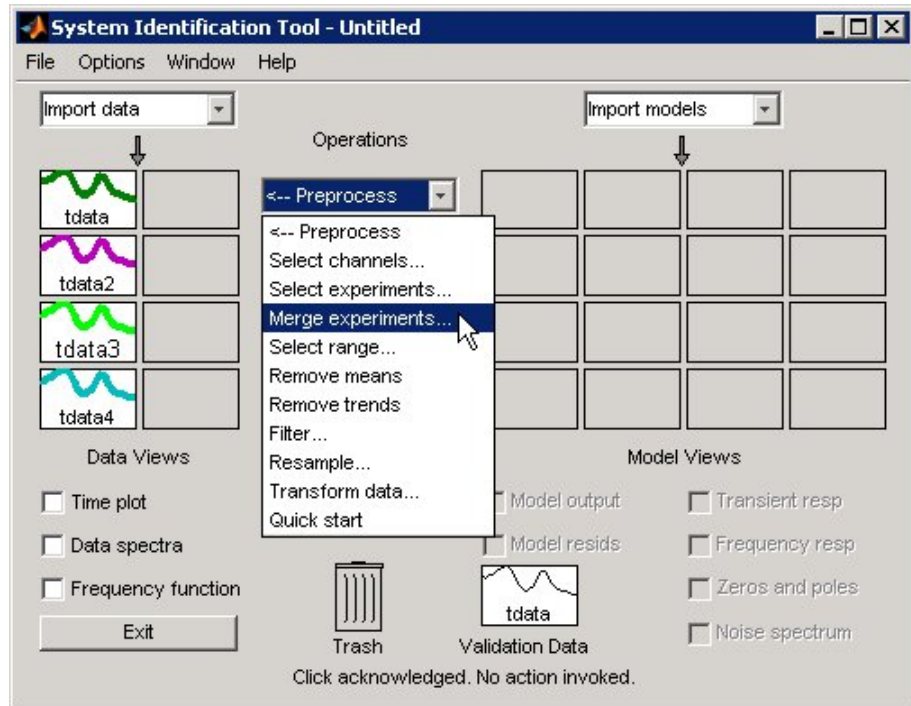 System Identification Tool - Untitled
File Options Window Help
Import data
Import models
Operations
<-- Preprocess
tdata
tdata2
tdata3
tdata4
<-- Preprocess
Select channels...
Select experiments...
Merge experiments...
Select range...
Remove means
Remove trends
Filter...
Resample...
Transform data...
Quick start
Data Views
Model Views
Time plot
Data spectra
Frequency function
Model output
Transient resp
Model resids
Frequency resp
Zeros and poles
Noise spectrum
Exit
Trash
tdata
Validation Data
Click acknowledged. No action invoked.